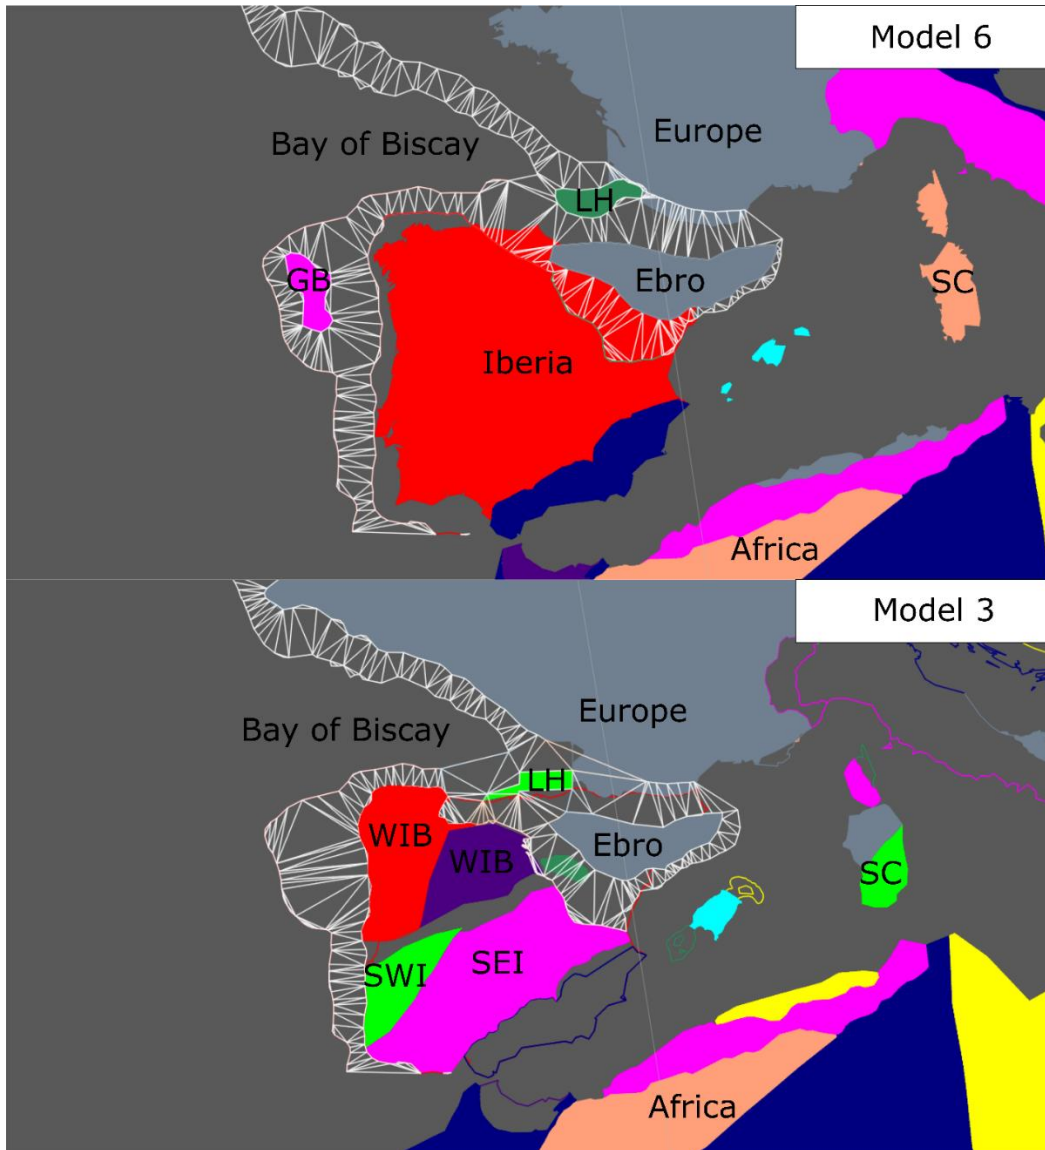 Model 6
Europe
Bay of Biscay
LH
GB
Ebro
SC
Iberia
Africa
Model 3
Europe
Bay of Biscay
LH
WIB
WIB
Ebro
SC
SWI
SEI
Africa